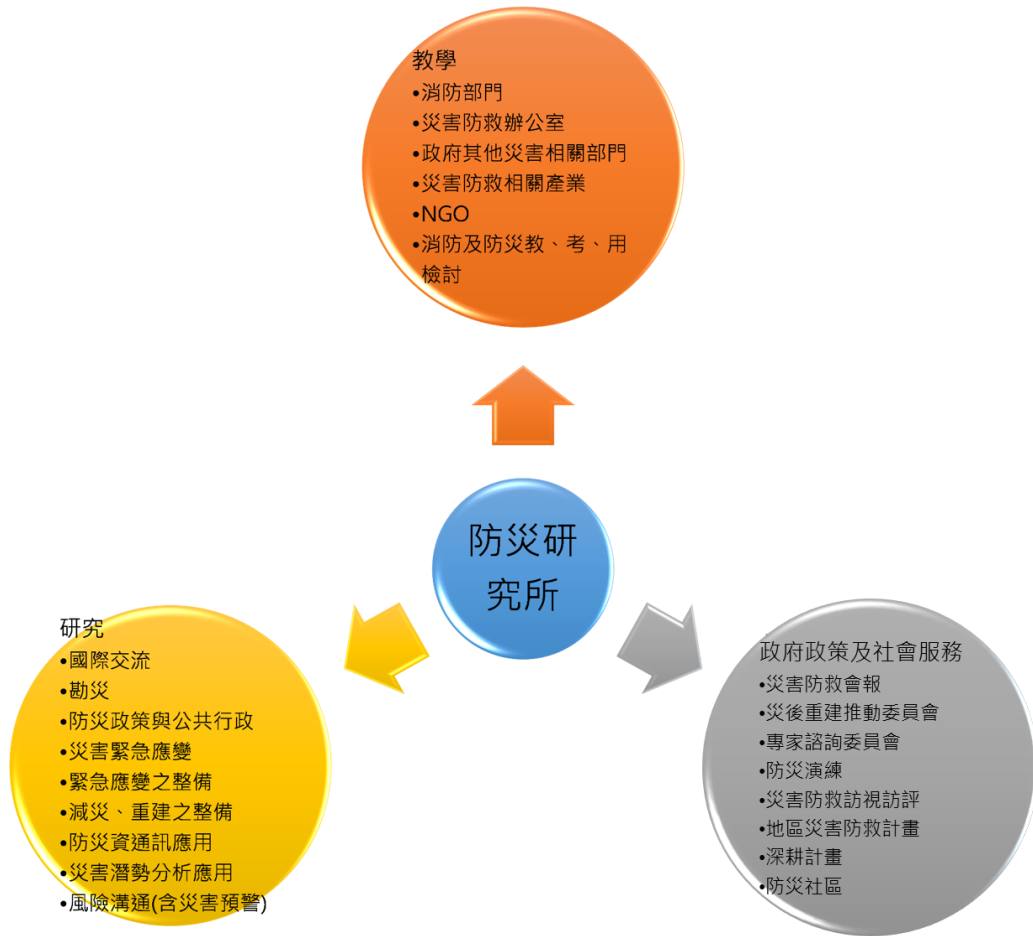 教學
•消防部門
•災害防救辦公室
•政府其他災害相關部門
•災害防救相關產業
•NGO
•消防及防災教、考、用
檢討
防災研
究所
研究
•國際交流
•勘災
•防災政策與公共行政
•災害緊急應變
•緊急應變之整備
•減災、重建之整備
•防災資通訊應用
•災害潛勢分析應用
•風險溝通(含災害預警)
政府政策及社會服務
•災害防救會報
•災後重建推動委員會
•專家諮詢委員會
•防災演練
•災害防救訪視訪評
•地區災害防救計畫
•深耕計畫
•防災社區